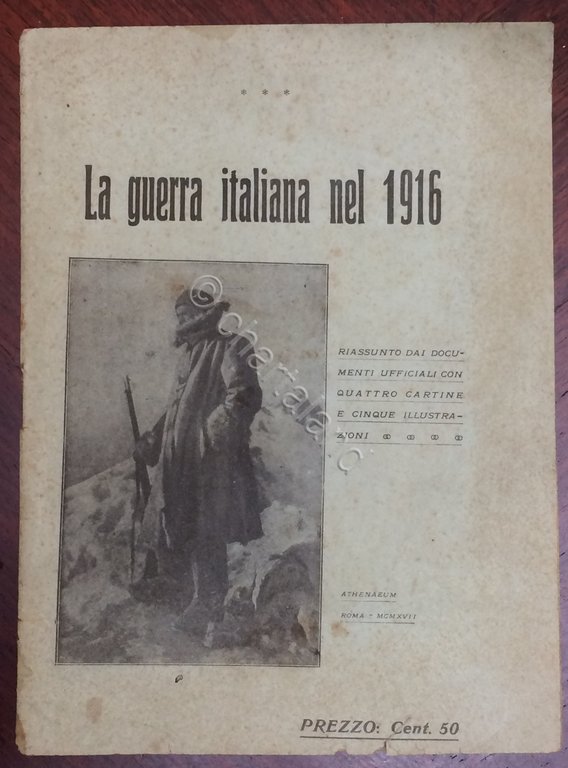 * * *
La guerra italiana nel 1916
© chartalaro
RIASSUNTO DAI DOCU-
MENTI UFFICIALI CON
QUATTRO CARTINE
E CINQUE ILLUSTRA-
ZIONI
ATHENAEUM
ROMA - MCMXVII
PREZZO: Cent. 50